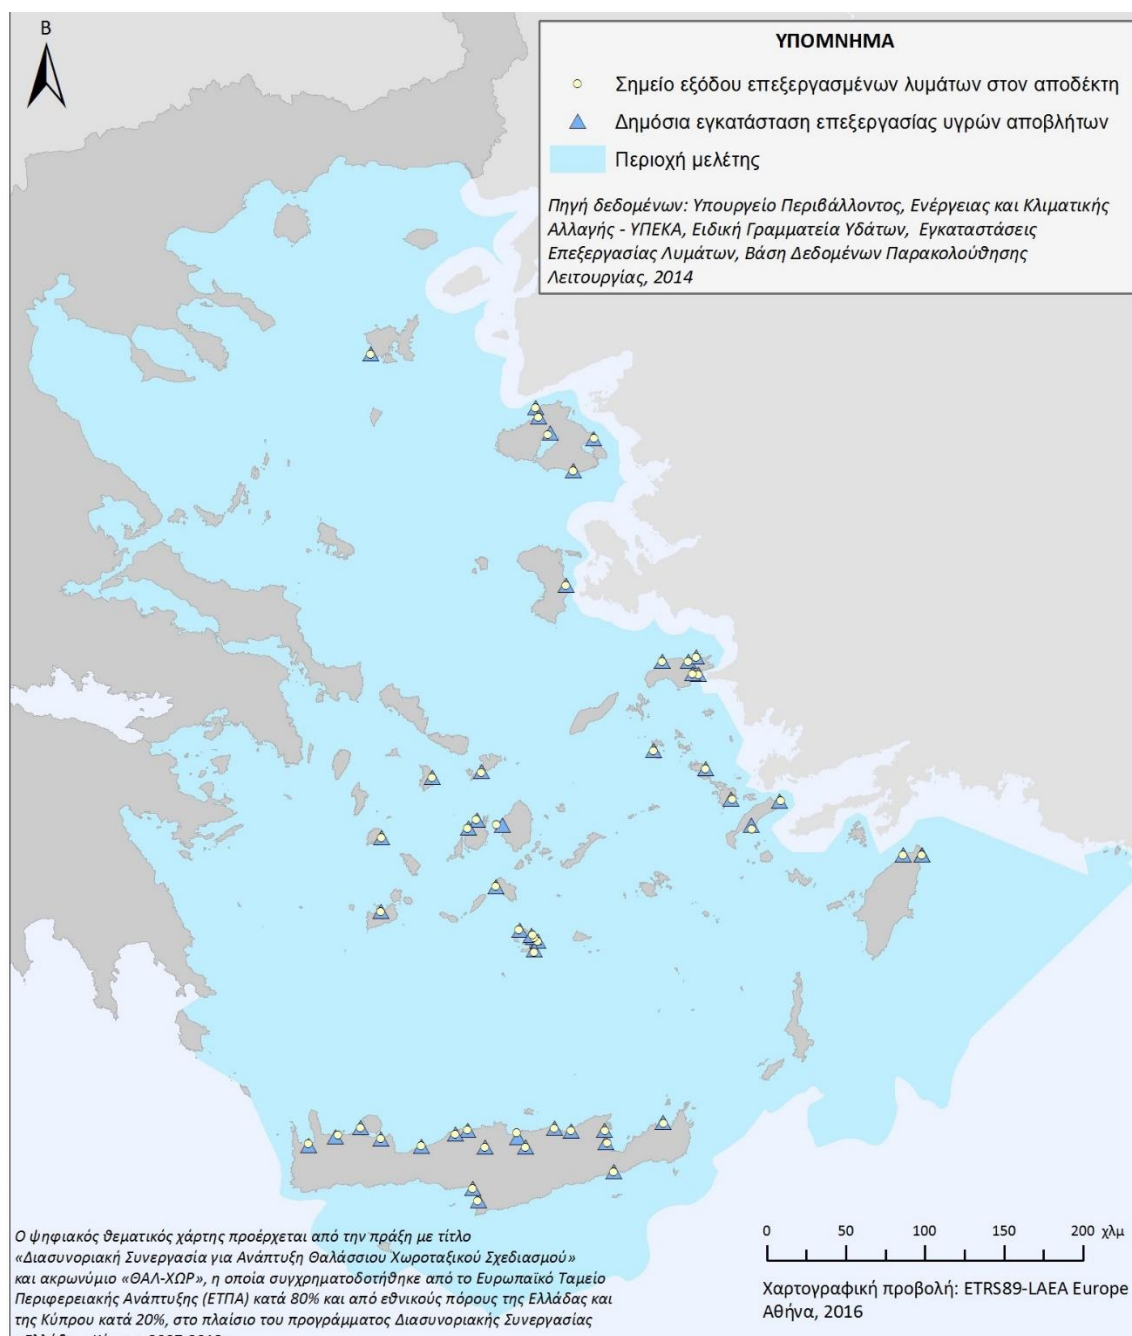 Β
ΥΠΟΜΝΗΜΑ
Σημείο εξόδου επεξεργασμένων λυμάτων στον αποδέκτη
Δημόσια εγκατάσταση επεξεργασίας υγρών αποβλήτων
Περιοχή μελέτης
Πηγή δεδομένων: Υπουργείο Περιβάλλοντος, Ενέργειας και Κλιματικής
Αλλαγής - ΥΠΕΚΑ, Ειδική Γραμματεία Υδάτων, Εγκαταστάσεις
Επεξεργασίας Λυμάτων, Βάση Δεδομένων Παρακολούθησης
Λειτουργίας, 2014
Ο ψηφιακός θεματικός χάρτης προέρχεται από την πράξη με τίτλο
«Διασυνοριακή Συνεργασία για Ανάπτυξη Θαλάσσιου Χωροταξικού Σχεδιασμού»
και ακρωνύμιο «ΘΑΛ-ΧΩΡ», η οποία συγχρηματοδοτήθηκε από το Ευρωπαϊκό Ταμείο
Περιφερειακής Ανάπτυξης (ΕΤΠΑ) κατά 80% και από εθνικούς πόρους της Ελλάδας και
της Κύπρου κατά 20%, στο πλαίσιο του προγράμματος Διασυνοριακής Συνεργασίας
0 50 100 200 χλμ
Χαρτογραφική προβολή: ETRS89-LAEA Europe
Αθήνα, 2016